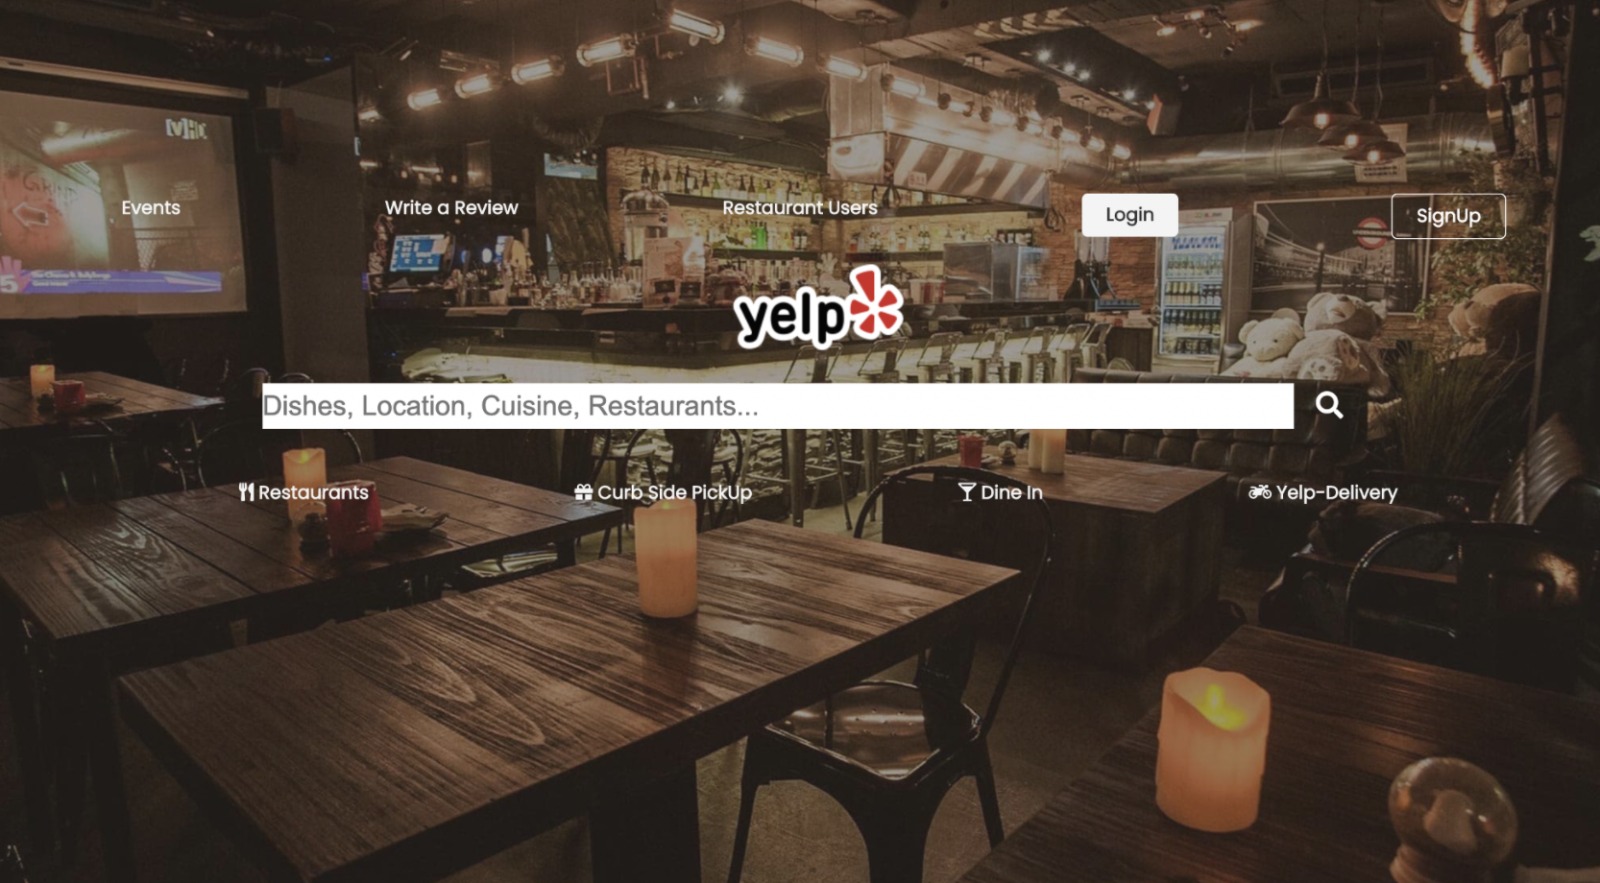 Events
Write a Review
Restaurant Users
Login
SignUp
yelp
Dishes, Location, Cuisine, Restaurants...
Restaurants
Curb Side PickUp
Dine In
Yelp-Delivery